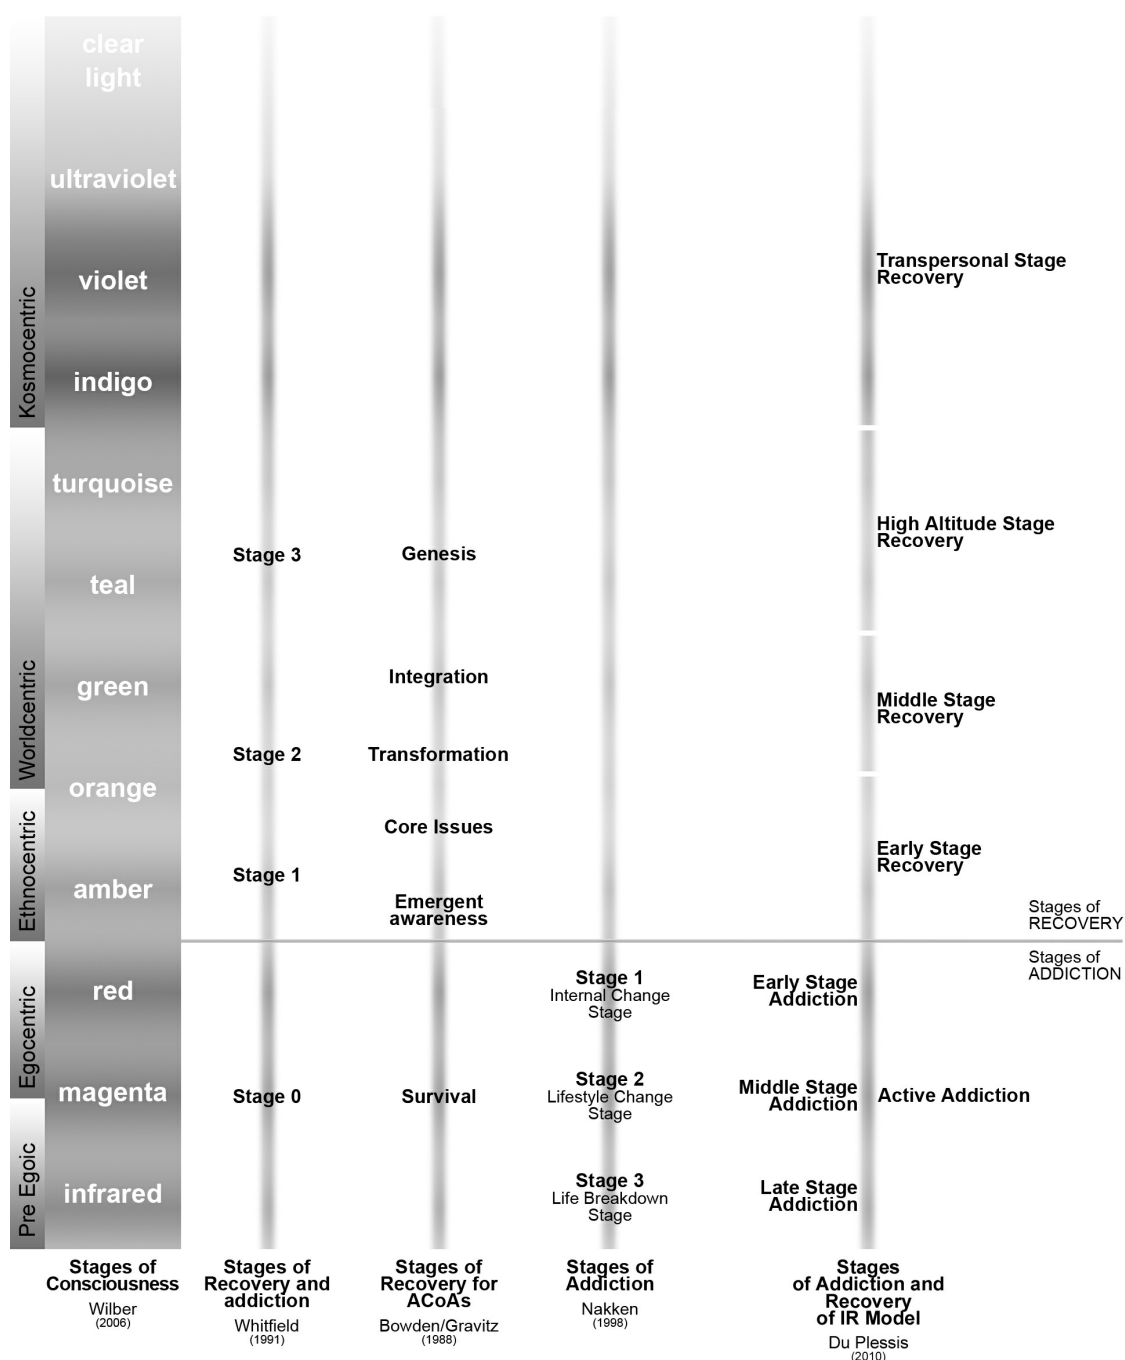 clear
light
ultraviolet
violet
indigo
turquoise
teal
green
orange
amber
red
magenta
infrared
Kosmocentric
Worldcentric
Ethnocentric
Egocentric
Pre Egoic
Stage 3
Stage 2
Stage 1
Stage 0
Genesis
Integration
Transformation
Core Issues
Emergent
awareness
Survival
Stage 1
Internal Change
Stage
Stage 2
Lifestyle Change
Stage
Stage 3
Life Breakdown
Stage
Transpersonal Stage
Recovery
High Altitude Stage
Recovery
Middle Stage
Recovery
Early Stage
Recovery
Stages of
RECOVERY
Stages of
ADDICTION
Early Stage
Addiction
Middle Stage
Addiction
Active Addiction
Late Stage
Addiction
Stages of
Consciousness
Wilber
(2006)
Stages of
Recovery and
addiction
Whitfield
(1991)
Stages of
Recovery for
ACoAs
Bowden/Gravitz
(1988)
Stages of
Addiction
Nakken
(1998)
Stages
of Addiction and
Recovery
of IR Model
Du Plessis
(2010)